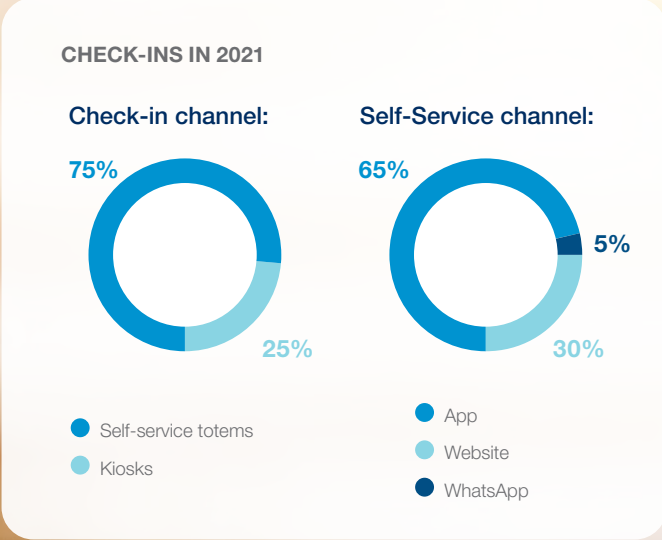 CHECK-INS IN 2021
Check-in channel:
75%
25%
Self-service totems
Kiosks
Self-Service channel:
65%
5%
30%
App
Website
WhatsApp